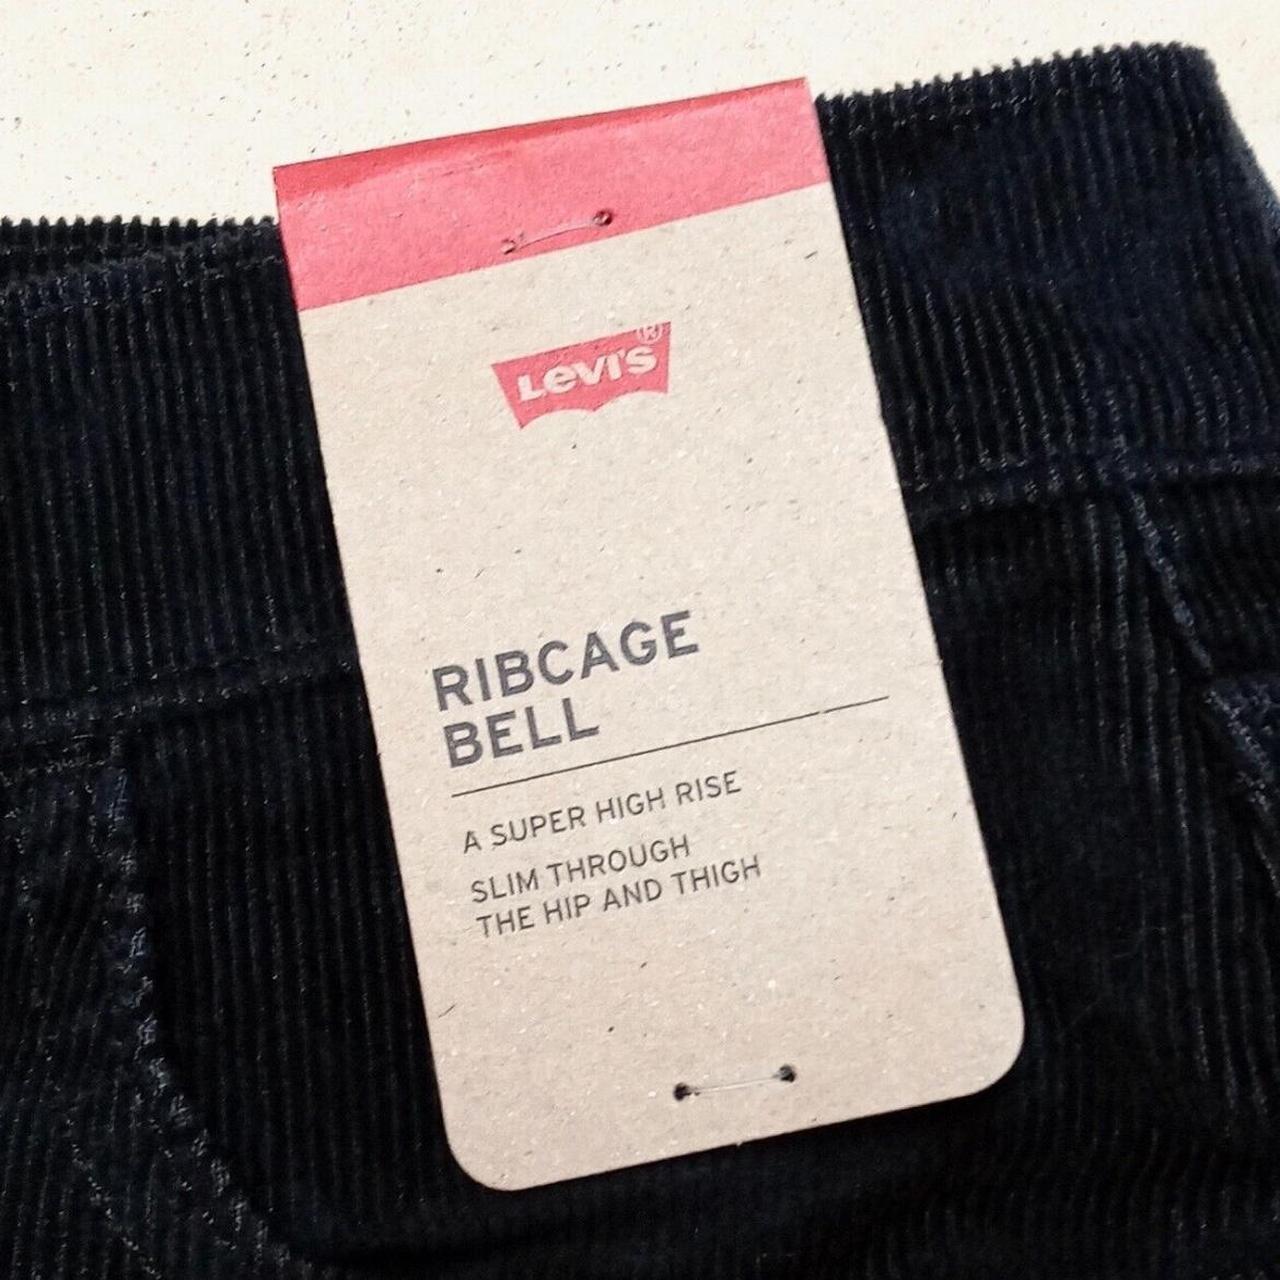 LEVI'S®
RIBCAGE
BELL
A SUPER HIGH RISE
SLIM THROUGH
THE HIP AND THIGH